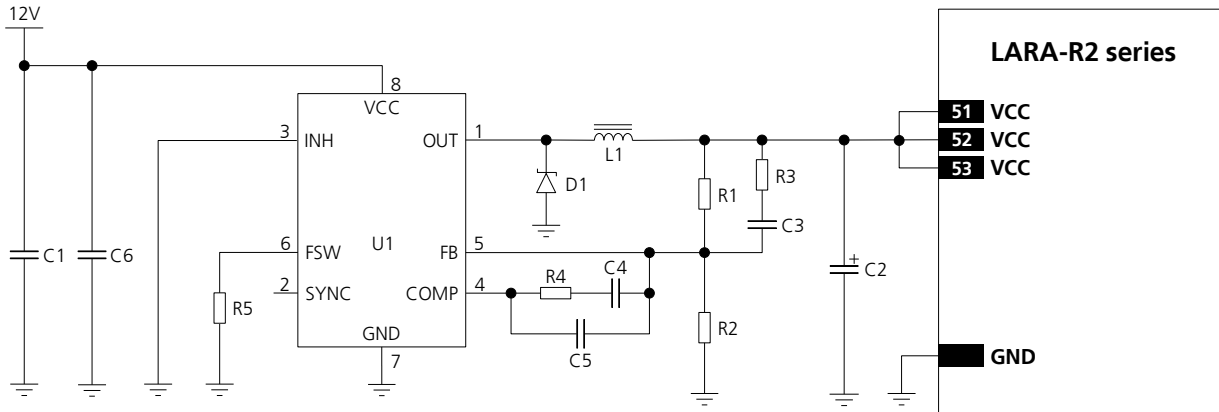 12V
LARA-R2 series
8
VCC
51 VCC
3 INH
OUT 1
52 VCC
L1
53 VCC
D1
R1
R3
C3
C1
C6
6 FSW
U1
FB 5
C2
+
R4
C4
2 SYNC
COMP 4
R5
R2
GND
C5
7
GND